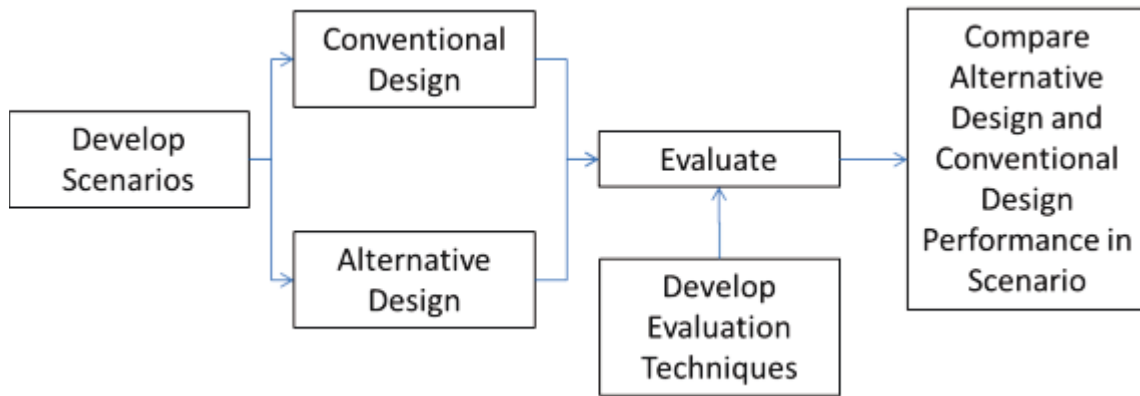 Develop
Scenarios
Conventional
Design
Alternative
Design
Evaluate
Develop
Evaluation
Techniques
Compare
Alternative
Design and
Conventional
Design
Performance in
Scenario